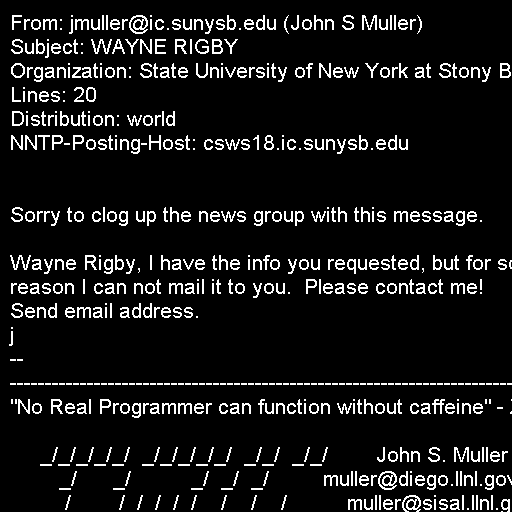 From: jmuller@ic.sunysb.edu (John S Muller)
Subject: WAYNE RIGBY
Organization: State University of New York at Stony
Lines: 20
Distribution: world
NNTP-Posting-Host: csws18.ic.sunysb.edu
Sorry to clog up the news group with this message.
Wayne Rigby, I have the info you requested, but for
reason I can not mail it to you.  Please contact me!
Send email address.
j
--
--------------------------------------------------------------------------
"No Real Programmer can function without caffeine" -
_/_/_/_/_/  _/_/_/_/_/  _/_/  _/_/        John S. Muller
_/      _/          _/  _/  _/         muller@diego.llnl.gov
_/        _/ _/ _/ _/ _/    _/    _/    _/          muller@sisal.llnl.g